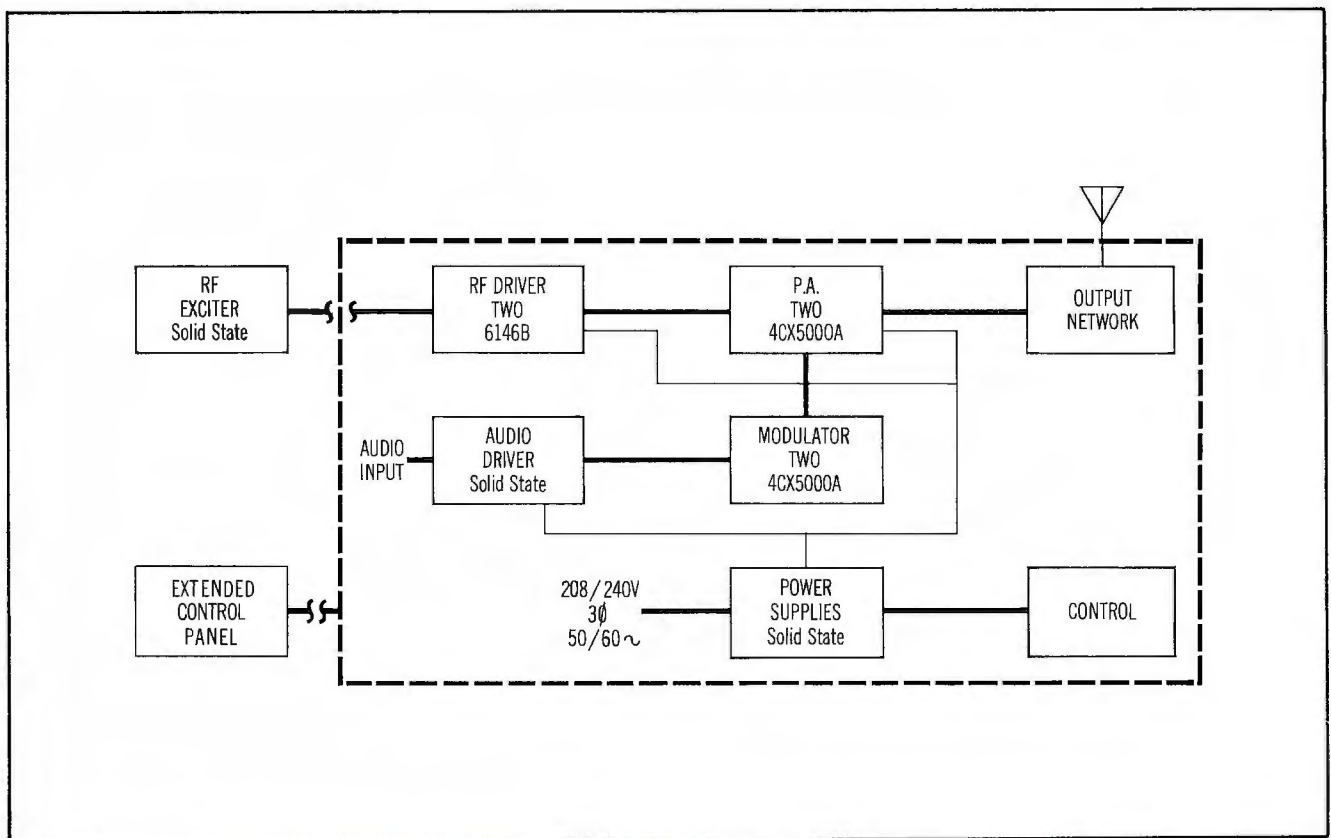 RF
EXCITER
Solid State
RF DRIVER
TWO
6146B
P.A.
TWO
4CX5000A
OUTPUT
NETWORK
AUDIO
INPUT
AUDIO
DRIVER
Solid State
MODULATOR
TWO
4CX5000A
EXTENDED
CONTROL
PANEL
208/240V
3ϕ
50/60~
POWER
SUPPLIES
Solid State
CONTROL